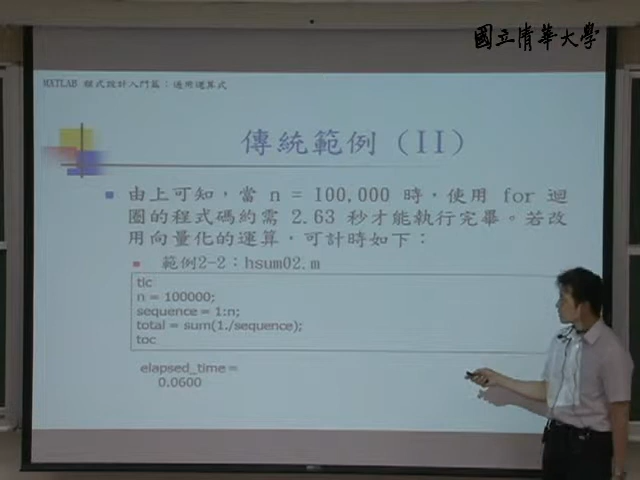 國立清華大學
MATLAB 程式設計入門篇：通用運算式
傳統範例 (II)
由上可知，當 n = 100,000 時，使用 for 迴
圈的程式碼約需 2.63 秒才能執行完畢。若改
用向量化的運算，可計時如下：
範例2-2：hsum02.m
tic
n = 100000;
sequence = 1:n;
total = sum(1./sequence);
toc
elapsed_time =
0.0600